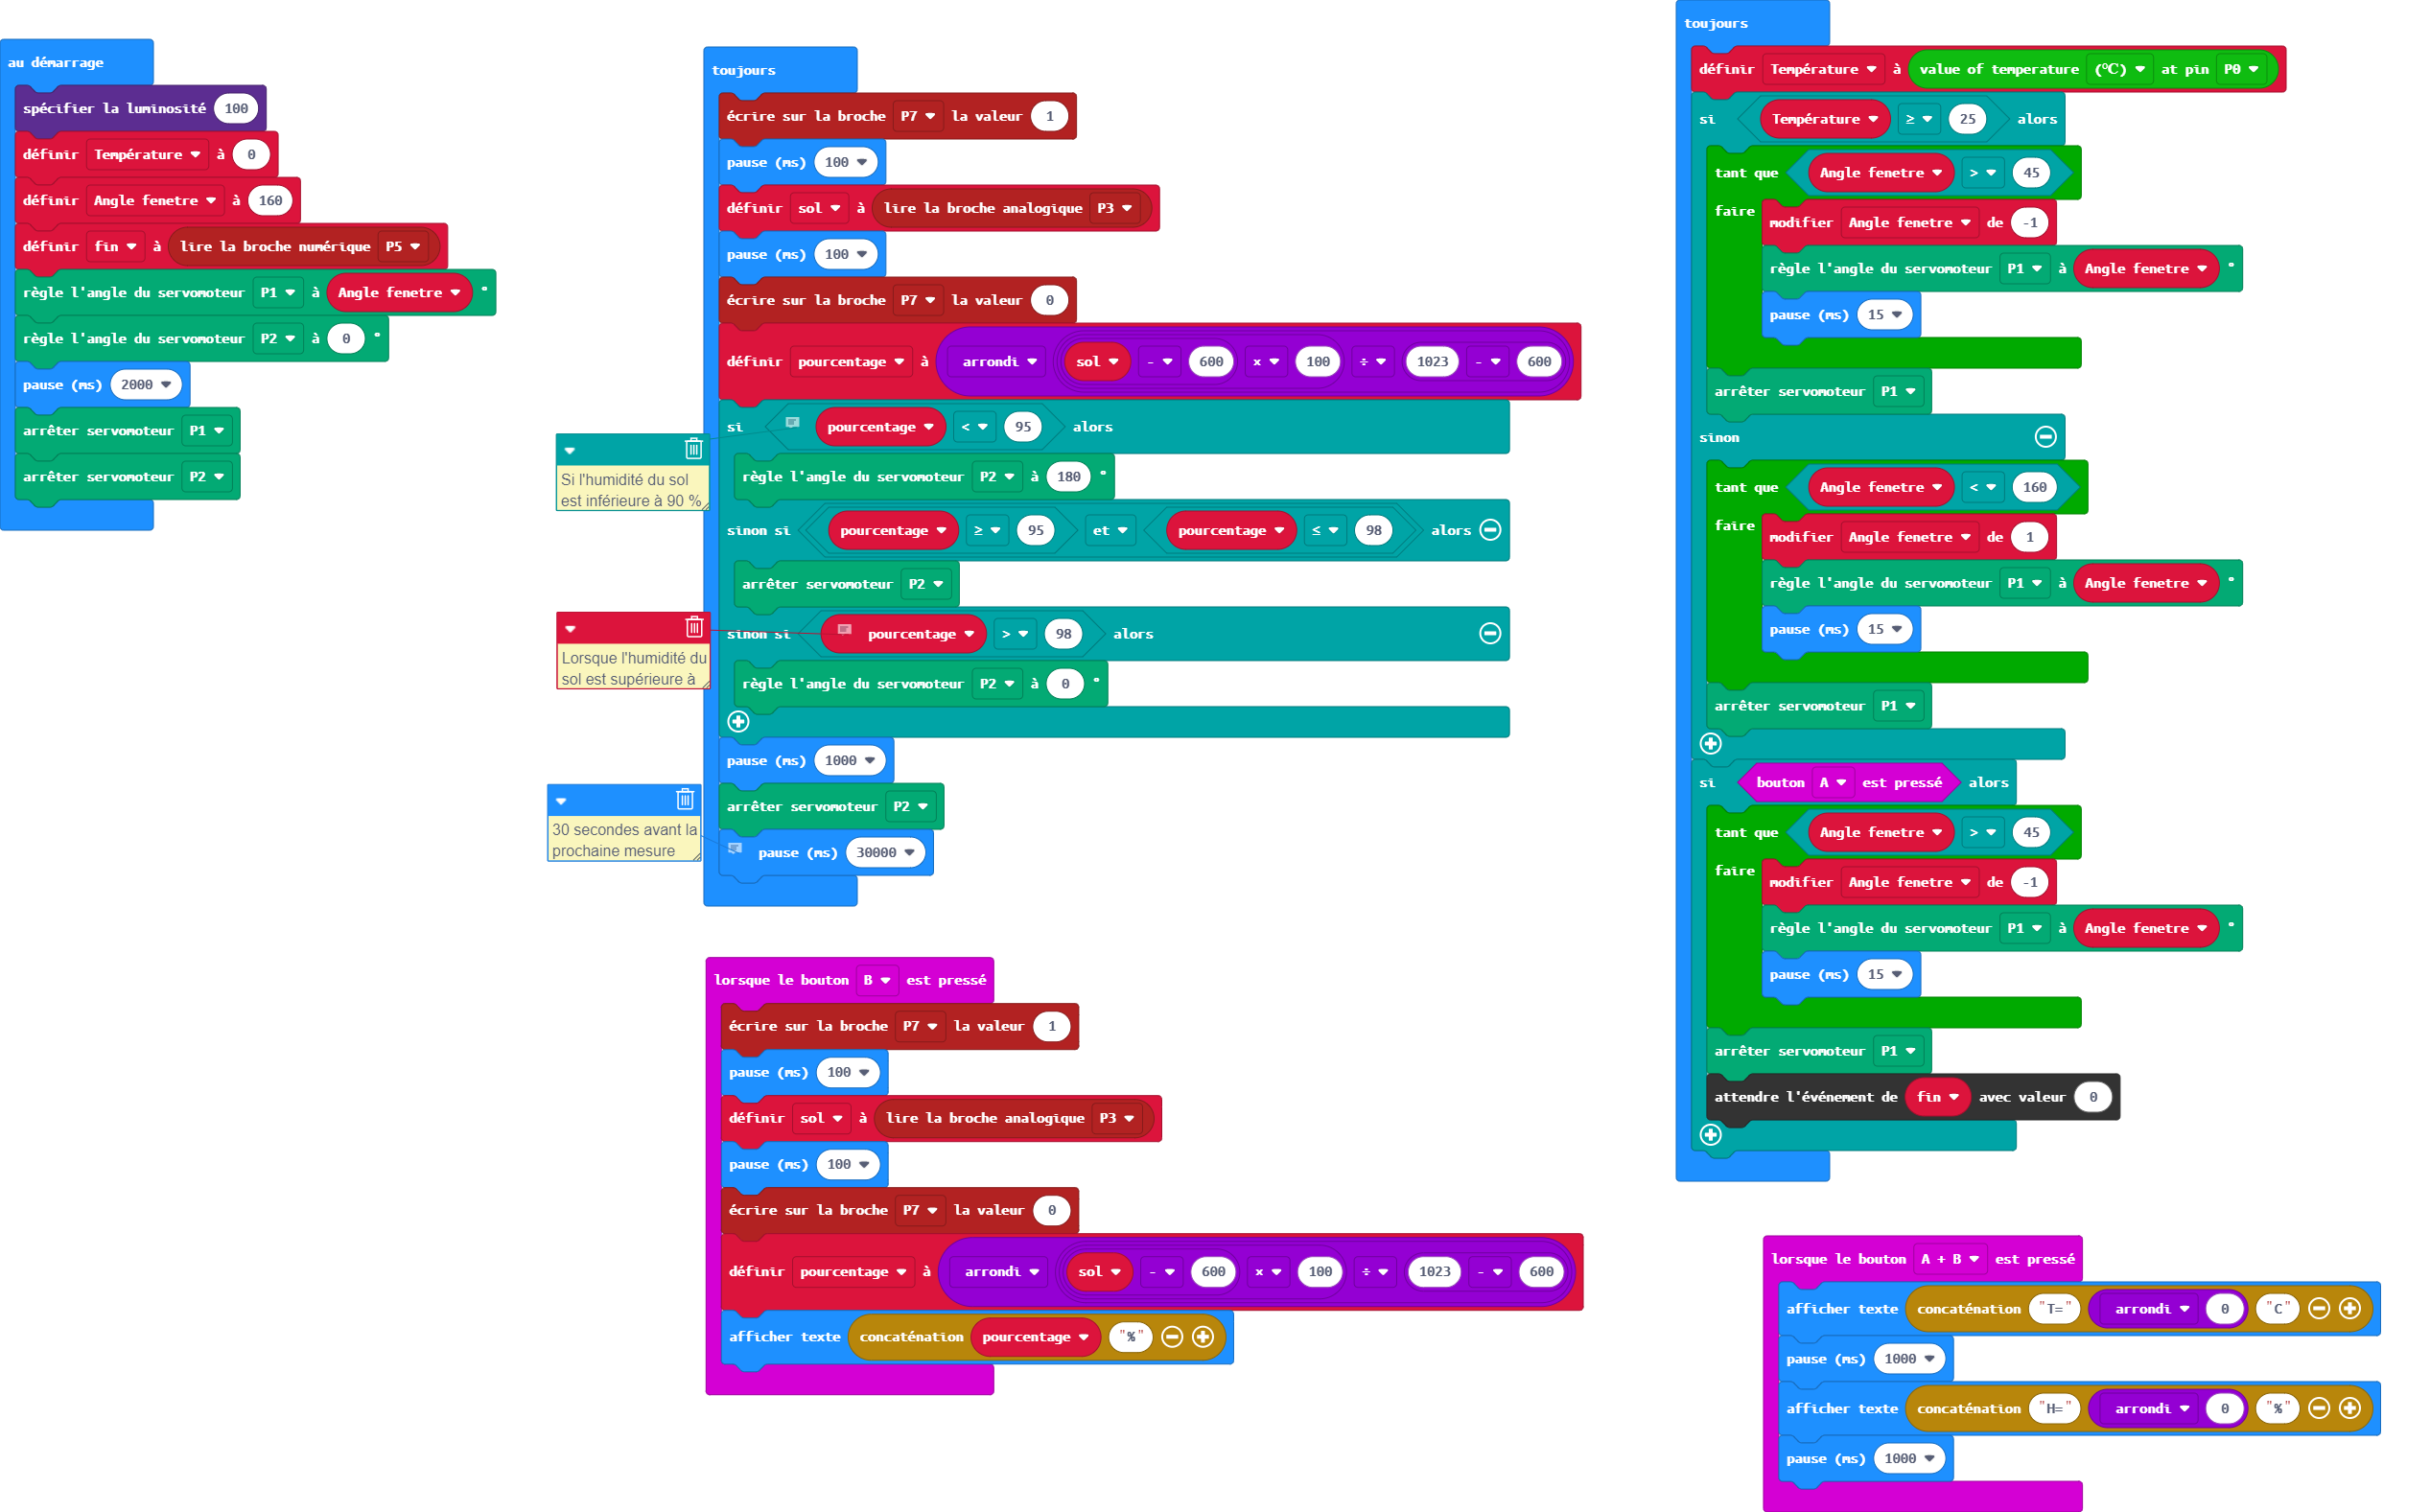 au démarrage
spécifier la luminosité 100
définir Température à 0
définir Angle fenetre à 160
définir fin à lire la broche numérique P5
règle l'angle du servomoteur P1 à Angle fenetre °
règle l'angle du servomoteur P2 à 0 °
pause (ms) 2000
arrêter servomoteur P1
arrêter servomoteur P2
toujours
écrire sur la broche P7 la valeur 1
pause (ms) 100
définir sol à lire la broche analogique P3
pause (ms) 100
écrire sur la broche P7 la valeur 0
définir pourcentage à arrondi sol - 600 × 100 ÷ 1023 - 600
si pourcentage < 95 alors
Si l'humidité du sol
est inférieure à 90 %
règle l'angle du servomoteur P2 à 180 °
sinon si pourcentage ≥ 95 et pourcentage ≤ 98 alors
arrêter servomoteur P2
sinon si pourcentage > 98 alors
Lorsque l'humidité du
sol est supérieure à
règle l'angle du servomoteur P2 à 0 °
pause (ms) 1000
arrêter servomoteur P2
30 secondes avant la
prochaine mesure
pause (ms) 30000
lorsque le bouton B est pressé
écrire sur la broche P7 la valeur 1
pause (ms) 100
définir sol à lire la broche analogique P3
pause (ms) 100
écrire sur la broche P7 la valeur 0
définir pourcentage à arrondi sol - 600 × 100 ÷ 1023 - 600
afficher texte concaténation pourcentage "%"
toujours
définir Température à value of temperature (℃) at pin P0
si Température ≥ 25 alors
tant que Angle fenetre > 45
faire
modifier Angle fenetre de -1
règle l'angle du servomoteur P1 à Angle fenetre °
pause (ms) 15
arrêter servomoteur P1
sinon
tant que Angle fenetre < 160
faire
modifier Angle fenetre de 1
règle l'angle du servomoteur P1 à Angle fenetre °
pause (ms) 15
arrêter servomoteur P1
si bouton A est pressé alors
tant que Angle fenetre > 45
faire
modifier Angle fenetre de -1
règle l'angle du servomoteur P1 à Angle fenetre °
pause (ms) 15
arrêter servomoteur P1
attendre l'événement de fin avec valeur 0
lorsque le bouton A + B est pressé
afficher texte concaténation "T=" arrondi 0 "C"
pause (ms) 1000
afficher texte concaténation "H=" arrondi 0 "%"
pause (ms) 1000